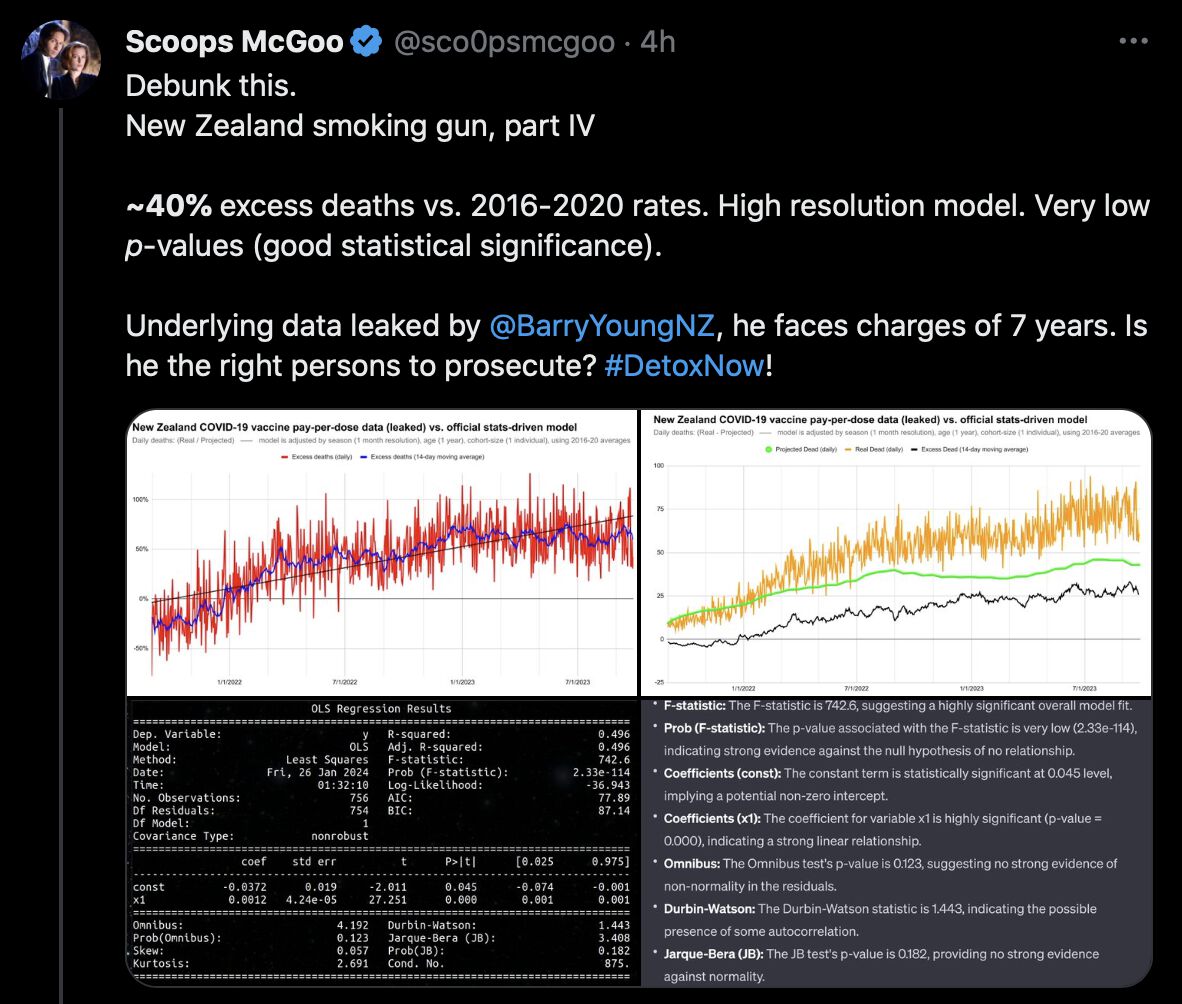 Scoops McGoo @sco0psmcgoo · 4h
Debunk this.
New Zealand smoking gun, part IV
~40% excess deaths vs. 2016-2020 rates. High resolution model. Very low
p-values (good statistical significance).
Underlying data leaked by @BarryYoungNZ, he faces charges of 7 years. Is
he the right persons to prosecute? #DetoxNow!
New Zealand COVID-19 vaccine pay-per-dose data (leaked) vs. official stats-driven model
Daily deaths: (Real / Projected) — model is adjusted by season (1 month resolution), age (1 year), cohort-size (1 individual), using 2016-20 averages
Excess deaths (daily) Excess deaths (14-day moving average)
100%
50%
0%
-50%
1/1/2022 7/1/2022 1/1/2023 7/1/2023
New Zealand COVID-19 vaccine pay-per-dose data (leaked) vs. official stats-driven model
Daily deaths: (Real - Projected) — model is adjusted by season (1 month resolution), age (1 year), cohort-size (1 individual), using 2016-20 averages
Projected Dead (daily) Real Dead (daily) Excess Dead (14-day moving average)
100
75
50
25
0
-25
1/1/2022 7/1/2022 1/1/2023 7/1/2023
OLS Regression Results
Dep. Variable: y R-squared: 0.496
Model: OLS Adj. R-squared: 0.496
Method: Least Squares F-statistic: 742.6
Date: Fri, 26 Jan 2024 Prob (F-statistic): 2.33e-114
Time: 01:32:10 Log-Likelihood: -36.943
No. Observations: 756 AIC: 77.89
Df Residuals: 754 BIC: 87.14
Df Model: 1
Covariance Type: nonrobust
coef std err t P>|t| [0.025 0.975]
const -0.0372 0.019 -2.011 0.045 -0.074 -0.001
x1 0.0012 4.24e-05 27.251 0.000 0.001 0.001
Omnibus: 4.192 Durbin-Watson: 1.443
Prob(Omnibus): 0.123 Jarque-Bera (JB): 3.408
Skew: 0.057 Prob(JB): 0.182
Kurtosis: 2.691 Cond. No. 875.
• F-statistic: The F-statistic is 742.6, suggesting a highly significant overall model fit.
• Prob (F-statistic): The p-value associated with the F-statistic is very low (2.33e-114),
indicating strong evidence against the null hypothesis of no relationship.
• Coefficients (const): The constant term is statistically significant at 0.045 level,
implying a potential non-zero intercept.
• Coefficients (x1): The coefficient for variable x1 is highly significant (p-value =
0.000), indicating a strong linear relationship.
• Omnibus: The Omnibus test's p-value is 0.123, suggesting no strong evidence of
non-normality in the residuals.
• Durbin-Watson: The Durbin-Watson statistic is 1.443, indicating the possible
presence of some autocorrelation.
• Jarque-Bera (JB): The JB test's p-value is 0.182, providing no strong evidence
against normality.